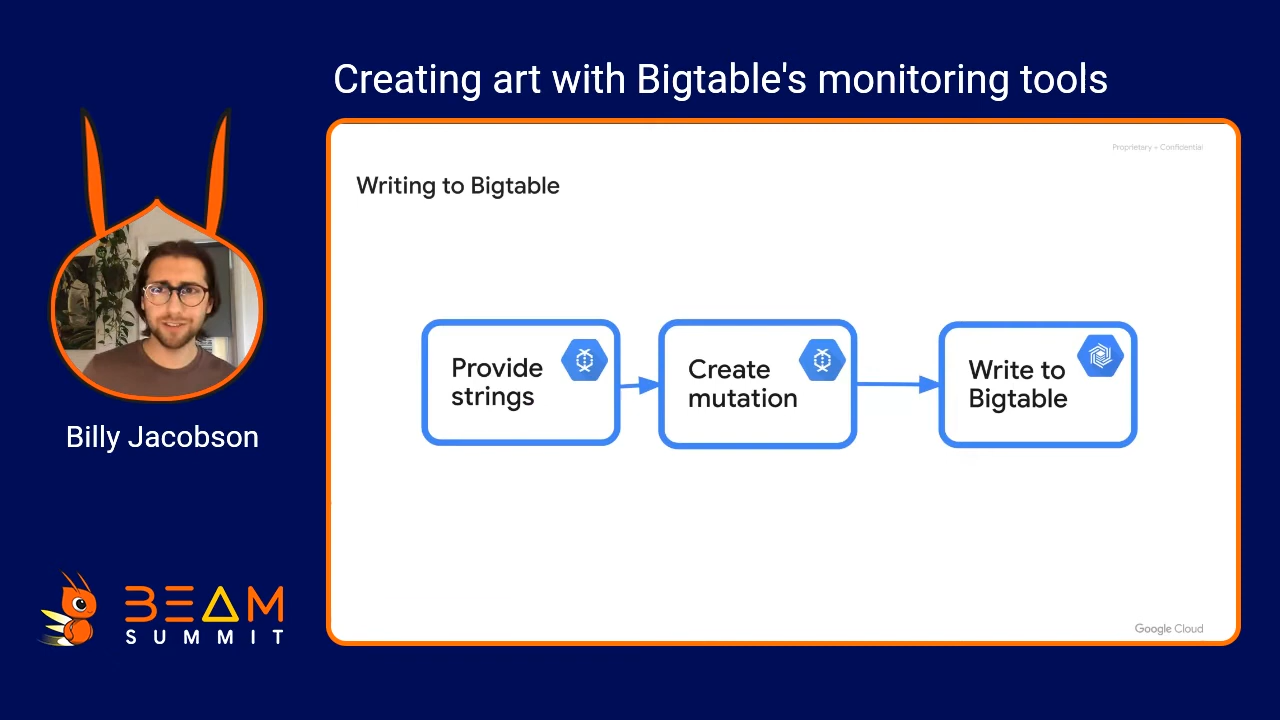 Creating art with Bigtable's monitoring tools
Proprietary + Confidential
Writing to Bigtable
Provide
strings
Create
mutation
Write to
Bigtable
Billy Jacobson
BEAM
SUMMIT
Google Cloud